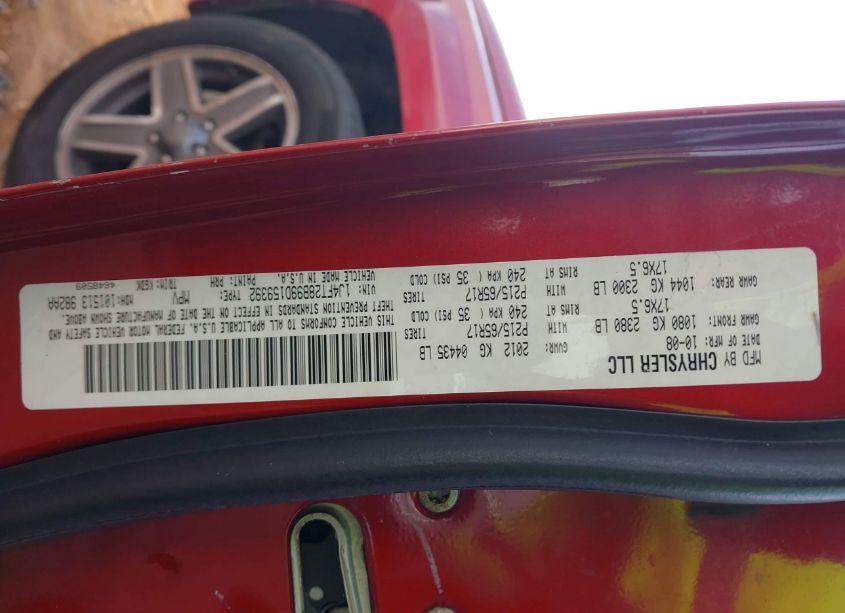 MFD BY CHRYSLER LLC
DATE OF MFR: 10-08 GVWR: 2012 KG 04435 LB
GAWR FRONT: 1080 KG 2380 LB WITH P215/65R17 TIRES
17X6.5 RIMS AT 240 KPA ( 35 PSI) COLD
GAWR REAR: 1044 KG 2300 LB WITH P215/65R17 TIRES
17X6.5 RIMS AT 240 KPA ( 35 PSI) COLD
THIS VEHICLE CONFORMS TO ALL APPLICABLE U.S.A. FEDERAL MOTOR VEHICLE SAFETY AND
THEFT PREVENTION STANDARDS IN EFFECT ON THE DATE OF MANUFACTURE SHOWN ABOVE.
VIN: 1J4FT28B99D159392 TYPE: MPV MDH:101513 982AA
VEHICLE MADE IN U.S.A. PAINT: PRH TRIM: K6DK 4648509